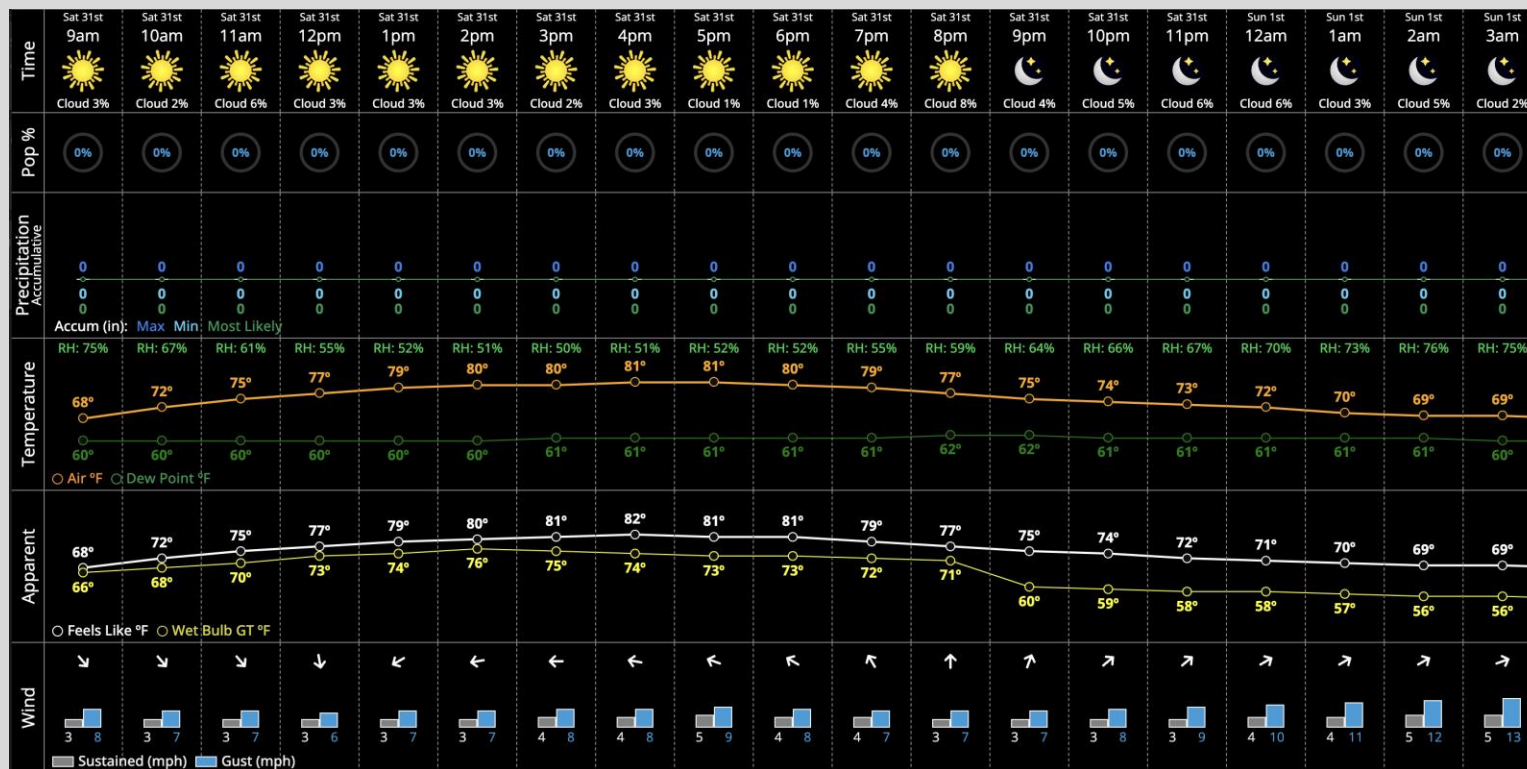 Time
Sat 31st Sat 31st Sat 31st Sat 31st Sat 31st Sat 31st Sat 31st Sat 31st Sat 31st Sat 31st Sat 31st Sat 31st Sat 31st Sat 31st Sat 31st Sun 1st Sun 1st Sun 1st Sun 1st
9am 10am 11am 12pm 1pm 2pm 3pm 4pm 5pm 6pm 7pm 8pm 9pm 10pm 11pm 12am 1am 2am 3am
Cloud 3% Cloud 2% Cloud 6% Cloud 3% Cloud 3% Cloud 3% Cloud 2% Cloud 3% Cloud 1% Cloud 1% Cloud 4% Cloud 8% Cloud 4% Cloud 5% Cloud 6% Cloud 6% Cloud 3% Cloud 5% Cloud 2%
Pop %
0% 0% 0% 0% 0% 0% 0% 0% 0% 0% 0% 0% 0% 0% 0% 0% 0% 0% 0%
Precipitation
Accumulative
0 0 0 0 0 0 0 0 0 0 0 0 0 0 0 0 0 0 0
0 0 0 0 0 0 0 0 0 0 0 0 0 0 0 0 0 0 0
0 0 0 0 0 0 0 0 0 0 0 0 0 0 0 0 0 0 0
Accum (in): Max Min Most Likely
Temperature
RH: 75% RH: 67% RH: 61% RH: 55% RH: 52% RH: 51% RH: 50% RH: 51% RH: 52% RH: 52% RH: 55% RH: 59% RH: 64% RH: 66% RH: 67% RH: 70% RH: 73% RH: 76% RH: 75%
68° 72° 75° 77° 79° 80° 80° 81° 81° 80° 79° 77° 75° 74° 73° 72° 70° 69° 69°
60° 60° 60° 60° 60° 60° 61° 61° 61° 61° 61° 62° 62° 61° 61° 61° 61° 61° 60°
Air ºF Dew Point ºF
Apparent
68° 72° 75° 77° 79° 80° 81° 82° 81° 81° 79° 77° 75° 74° 72° 71° 70° 69° 69°
66° 68° 70° 73° 74° 76° 75° 74° 73° 73° 72° 71° 60° 59° 58° 58° 57° 56° 56°
Feels Like ºF Wet Bulb GT ºF
Wind
3 8 3 7 3 7 3 6 3 7 3 7 4 8 4 8 5 9 4 8 4 7 3 7 3 7 3 8 3 9 4 10 4 11 5 12 5 13
Sustained (mph) Gust (mph)